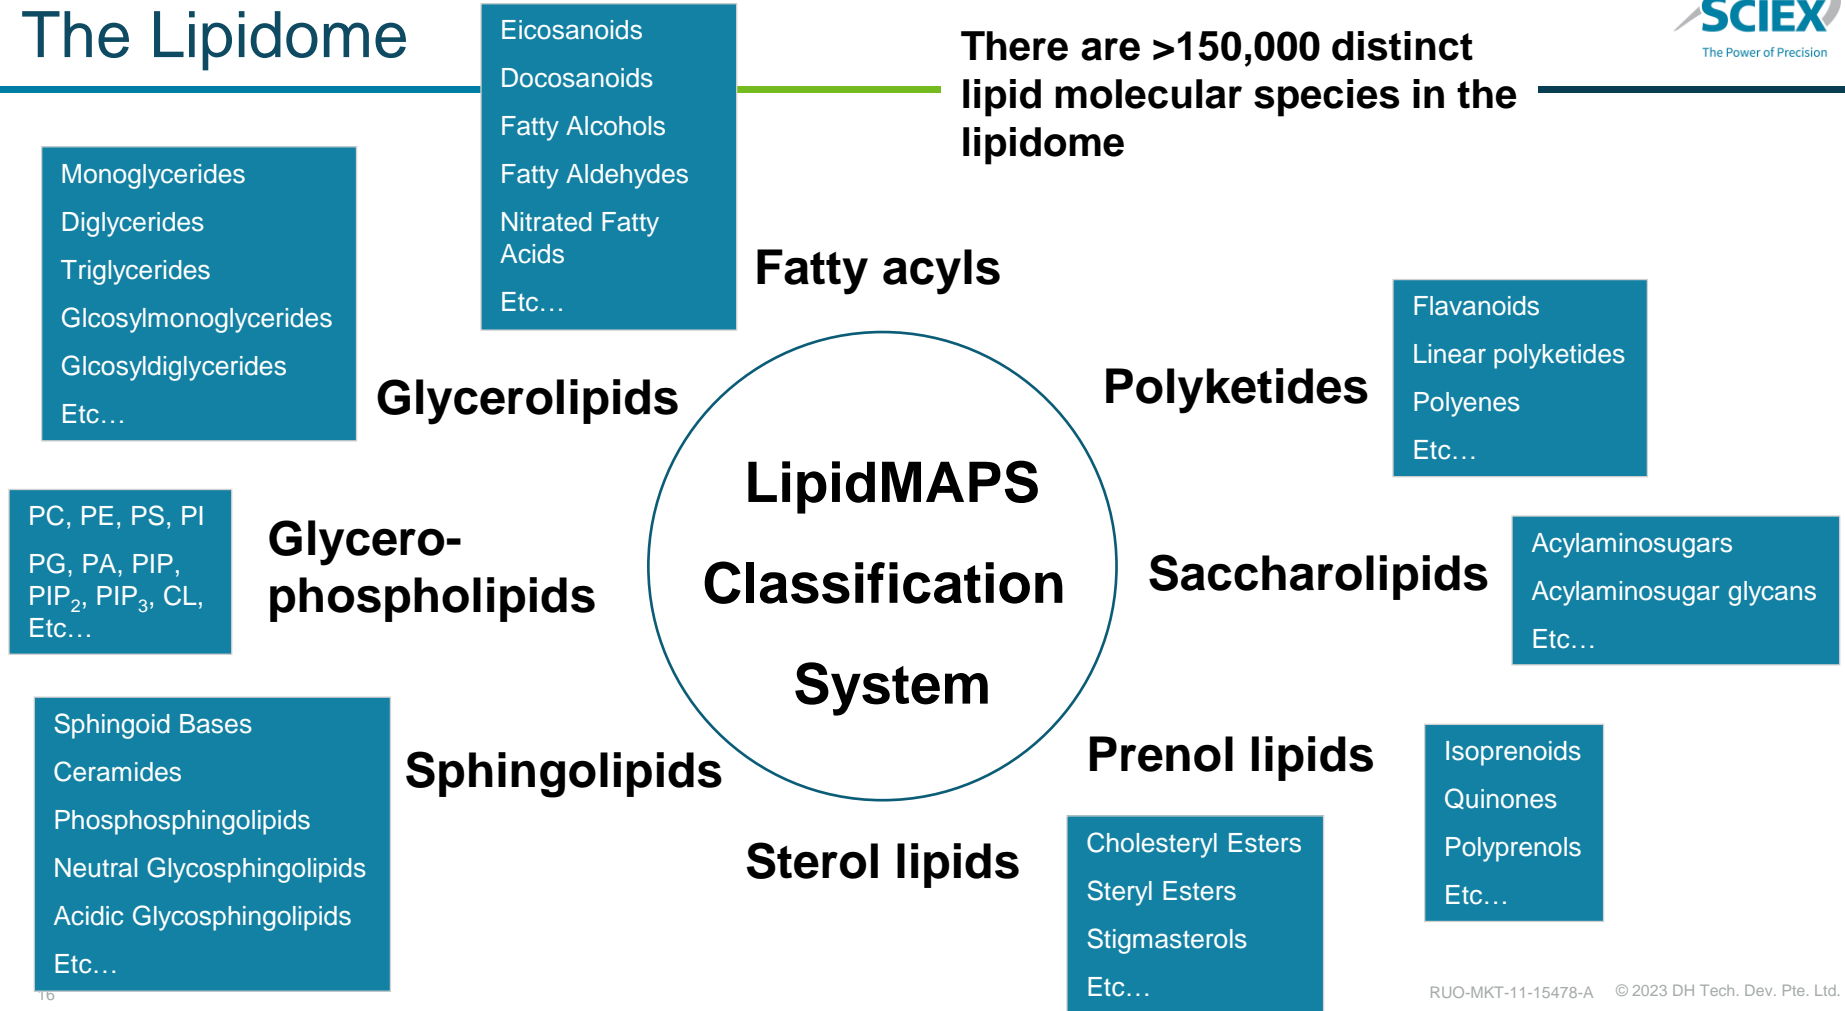 The Lipidome
Eicosanoids
Docosanoids
Fatty Alcohols
Fatty Aldehydes
Nitrated Fatty
Acids
Etc…
There are >150,000 distinct
lipid molecular species in the
lipidome
SCIEX
The Power of Precision
Monoglycerides
Diglycerides
Triglycerides
Glcosylmonoglycerides
Glcosyldiglycerides
Etc…
Fatty acyls
Glycerolipids
Polyketides
Flavanoids
Linear polyketides
Polyenes
Etc…
LipidMAPS
Classification
System
PC, PE, PS, PI
PG, PA, PIP,
PIP₂, PIP₃, CL,
Etc…
Glycero-
phospholipids
Saccharolipids
Acylaminosugars
Acylaminosugar glycans
Etc…
Sphingoid Bases
Ceramides
Phosphosphingolipids
Neutral Glycosphingolipids
Acidic Glycosphingolipids
Etc…
Sphingolipids
Prenol lipids
Isoprenoids
Quinones
Polyprenols
Etc…
Sterol lipids
Cholesteryl Esters
Steryl Esters
Stigmasterols
Etc…
16
RUO-MKT-11-15478-A
© 2023 DH Tech. Dev. Pte. Ltd.